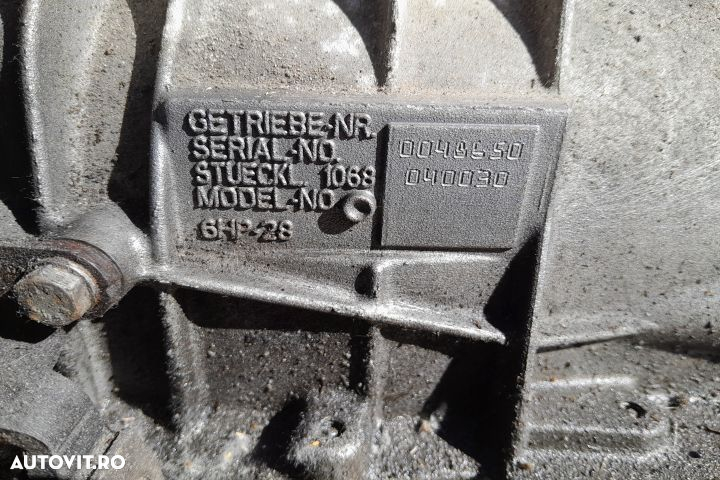 GETRIEBE-NR.
SERIAL-NO. 0048650
STUECKL. 1068 040030
MODEL-NO
6HP-28
AUTOVIT.RO